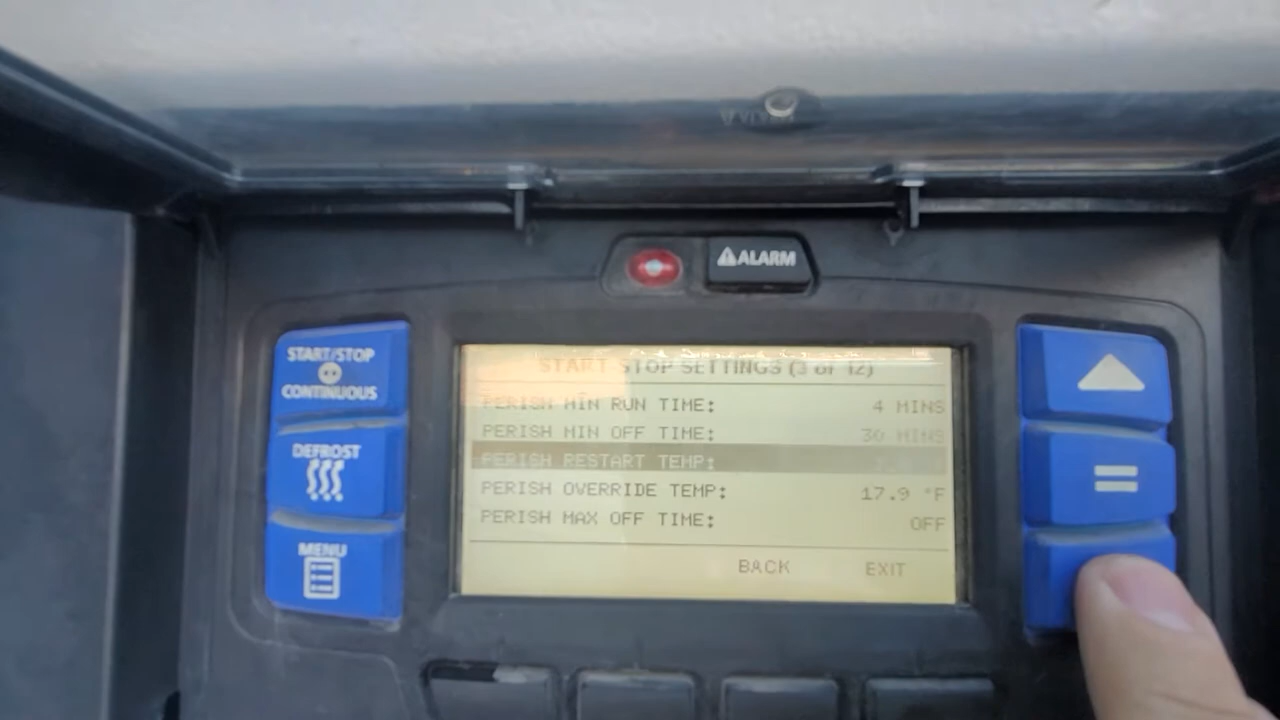 ALARM
START/STOP
CONTINUOUS
DEFROST
MENU
START STOP SETTINGS (3 of 12)
PERISH MIN RUN TIME: 4 MINS
PERISH MIN OFF TIME: 30 MINS
PERISH RESTART TEMP:
PERISH OVERRIDE TEMP: 17.9 °F
PERISH MAX OFF TIME: OFF
BACK EXIT